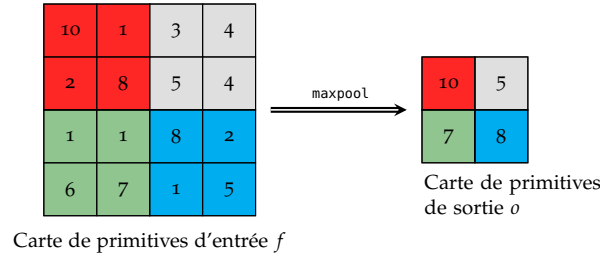 10 1 3 4
2 8 5 4
1 1 8 2
6 7 1 5
Carte de primitives d'entrée f
maxpool
10 5
7 8
Carte de primitives
de sortie o